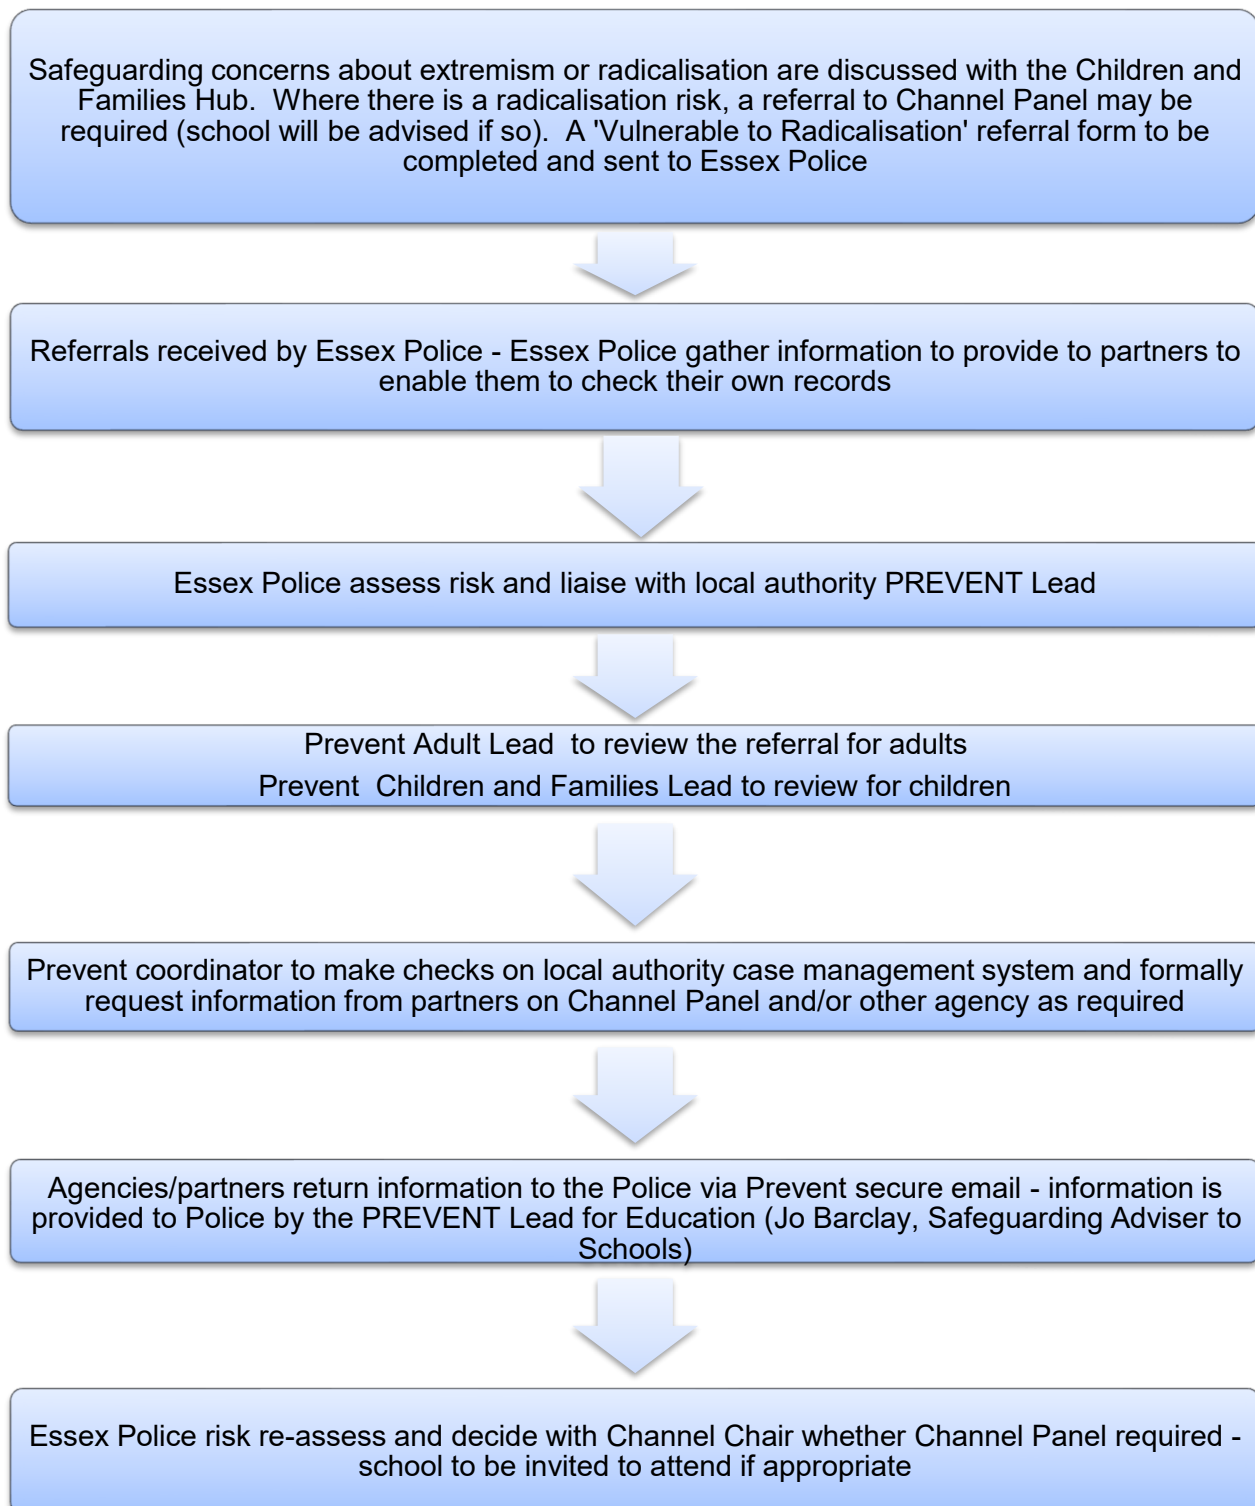 Safeguarding concerns about extremism or radicalisation are discussed with the Children and
Families Hub.  Where there is a radicalisation risk, a referral to Channel Panel may be
required (school will be advised if so).  A 'Vulnerable to Radicalisation' referral form to be
completed and sent to Essex Police
Referrals received by Essex Police - Essex Police gather information to provide to partners to
enable them to check their own records
Essex Police assess risk and liaise with local authority PREVENT Lead
Prevent Adult Lead  to review the referral for adults
Prevent  Children and Families Lead to review for children
Prevent coordinator to make checks on local authority case management system and formally
request information from partners on Channel Panel and/or other agency as required
Agencies/partners return information to the Police via Prevent secure email - information is
provided to Police by the PREVENT Lead for Education (Jo Barclay, Safeguarding Adviser to
Schools)
Essex Police risk re-assess and decide with Channel Chair whether Channel Panel required -
school to be invited to attend if appropriate